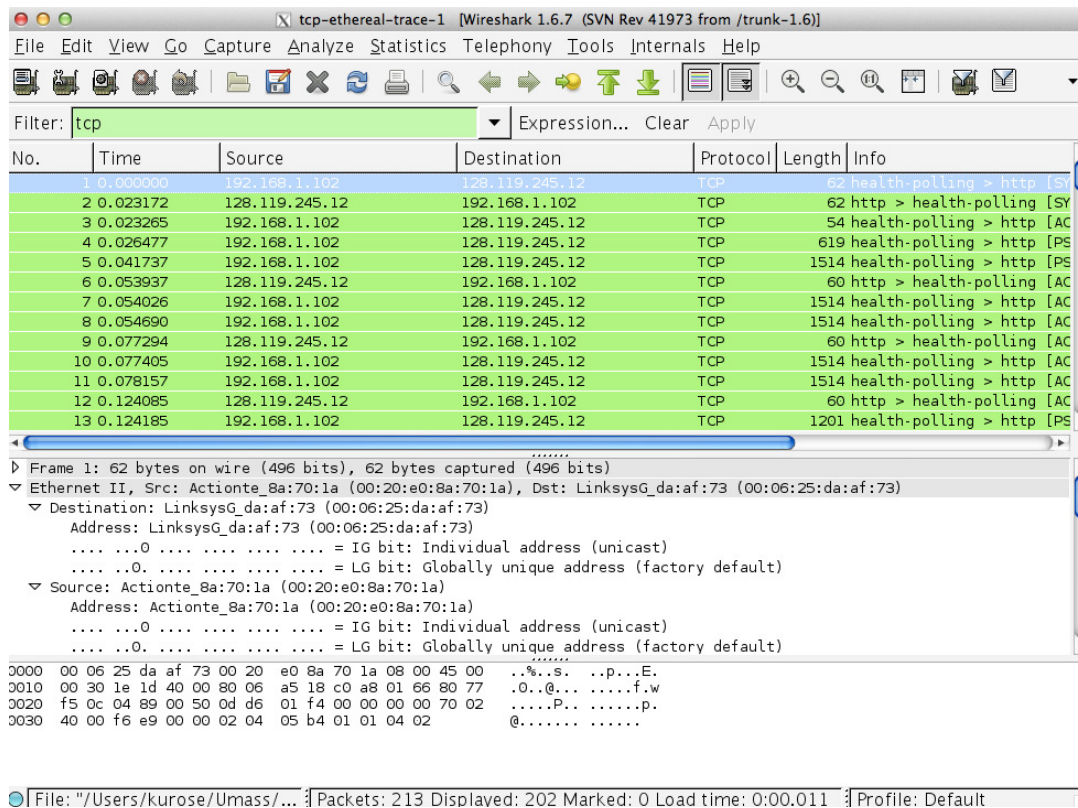 tcp-ethereal-trace-1 [Wireshark 1.6.7 (SVN Rev 41973 from /trunk-1.6)]
File Edit View Go Capture Analyze Statistics Telephony Tools Internals Help
Filter: tcp Expression... Clear Apply
No. Time Source Destination Protocol Length Info
1 0.000000 192.168.1.102 128.119.245.12 TCP 62 health-polling > http [SY
2 0.023172 128.119.245.12 192.168.1.102 TCP 62 http > health-polling [SY
3 0.023265 192.168.1.102 128.119.245.12 TCP 54 health-polling > http [AC
4 0.026477 192.168.1.102 128.119.245.12 TCP 619 health-polling > http [PS
5 0.041737 192.168.1.102 128.119.245.12 TCP 1514 health-polling > http [PS
6 0.053937 128.119.245.12 192.168.1.102 TCP 60 http > health-polling [AC
7 0.054026 192.168.1.102 128.119.245.12 TCP 1514 health-polling > http [AC
8 0.054690 192.168.1.102 128.119.245.12 TCP 1514 health-polling > http [AC
9 0.077294 128.119.245.12 192.168.1.102 TCP 60 http > health-polling [AC
10 0.077405 192.168.1.102 128.119.245.12 TCP 1514 health-polling > http [AC
11 0.078157 192.168.1.102 128.119.245.12 TCP 1514 health-polling > http [AC
12 0.124085 128.119.245.12 192.168.1.102 TCP 60 http > health-polling [AC
13 0.124185 192.168.1.102 128.119.245.12 TCP 1201 health-polling > http [PS
Frame 1: 62 bytes on wire (496 bits), 62 bytes captured (496 bits)
Ethernet II, Src: Actionte_8a:70:1a (00:20:e0:8a:70:1a), Dst: LinksysG_da:af:73 (00:06:25:da:af:73)
Destination: LinksysG_da:af:73 (00:06:25:da:af:73)
Address: LinksysG_da:af:73 (00:06:25:da:af:73)
.... ...0 .... .... .... .... = IG bit: Individual address (unicast)
.... ..0. .... .... .... .... = LG bit: Globally unique address (factory default)
Source: Actionte_8a:70:1a (00:20:e0:8a:70:1a)
Address: Actionte_8a:70:1a (00:20:e0:8a:70:1a)
.... ...0 .... .... .... .... = IG bit: Individual address (unicast)
.... ..0. .... .... .... .... = LG bit: Globally unique address (factory default)
0000 00 06 25 da af 73 00 20 e0 8a 70 1a 08 00 45 00 ..%..s. ..p...E.
0010 00 30 1e 1d 40 00 80 06 a5 18 c0 a8 01 66 80 77 .0..@... .....f.w
0020 f5 0c 04 89 00 50 0d d6 01 f4 00 00 00 00 70 02 .....P.. ......p.
0030 40 00 f6 e9 00 00 02 04 05 b4 01 01 04 02 @....... ......
File: "/Users/kurose/Umass/... Packets: 213 Displayed: 202 Marked: 0 Load time: 0:00.011 Profile: Default